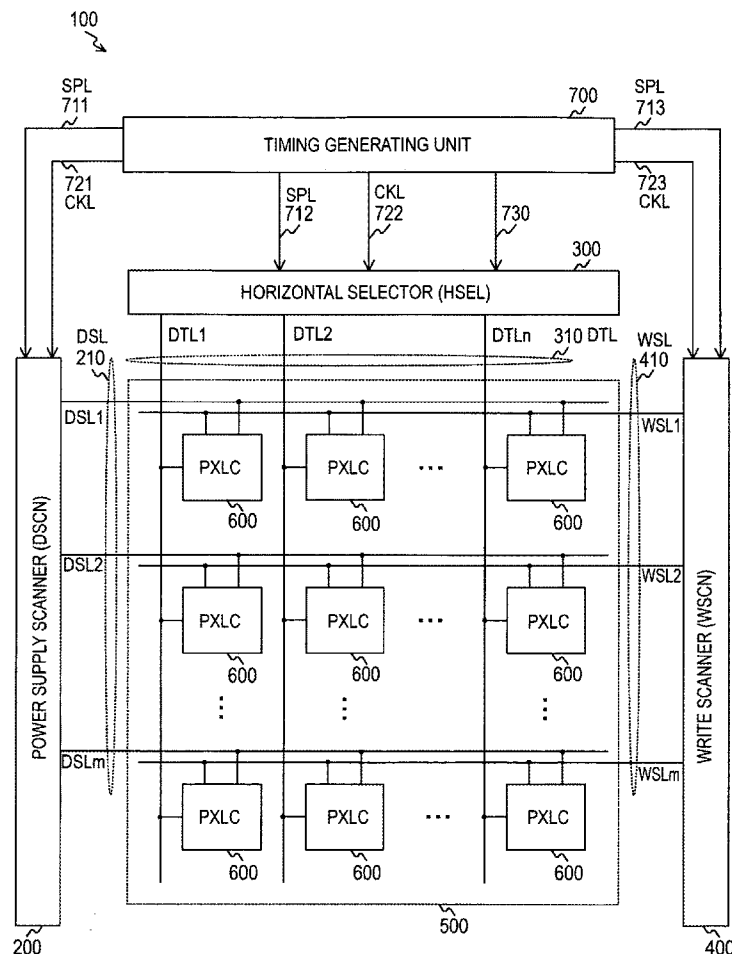 100
SPL
711
700
SPL
713
TIMING GENERATING UNIT
721
CKL
SPL
712
CKL
722
730
723
CKL
300
HORIZONTAL SELECTOR (HSEL)
DSL
210
DTL1
DTL2
DTLn
310 DTL
WSL
410
DSL1
WSL1
PXLC
PXLC
...
PXLC
600
600
600
DSL2
WSL2
PXLC
PXLC
...
PXLC
600
600
600
...
...
...
DSLm
WSLm
PXLC
PXLC
...
PXLC
600
600
600
POWER SUPPLY SCANNER (DSCN)
WRITE SCANNER (WSCN)
200
500
400